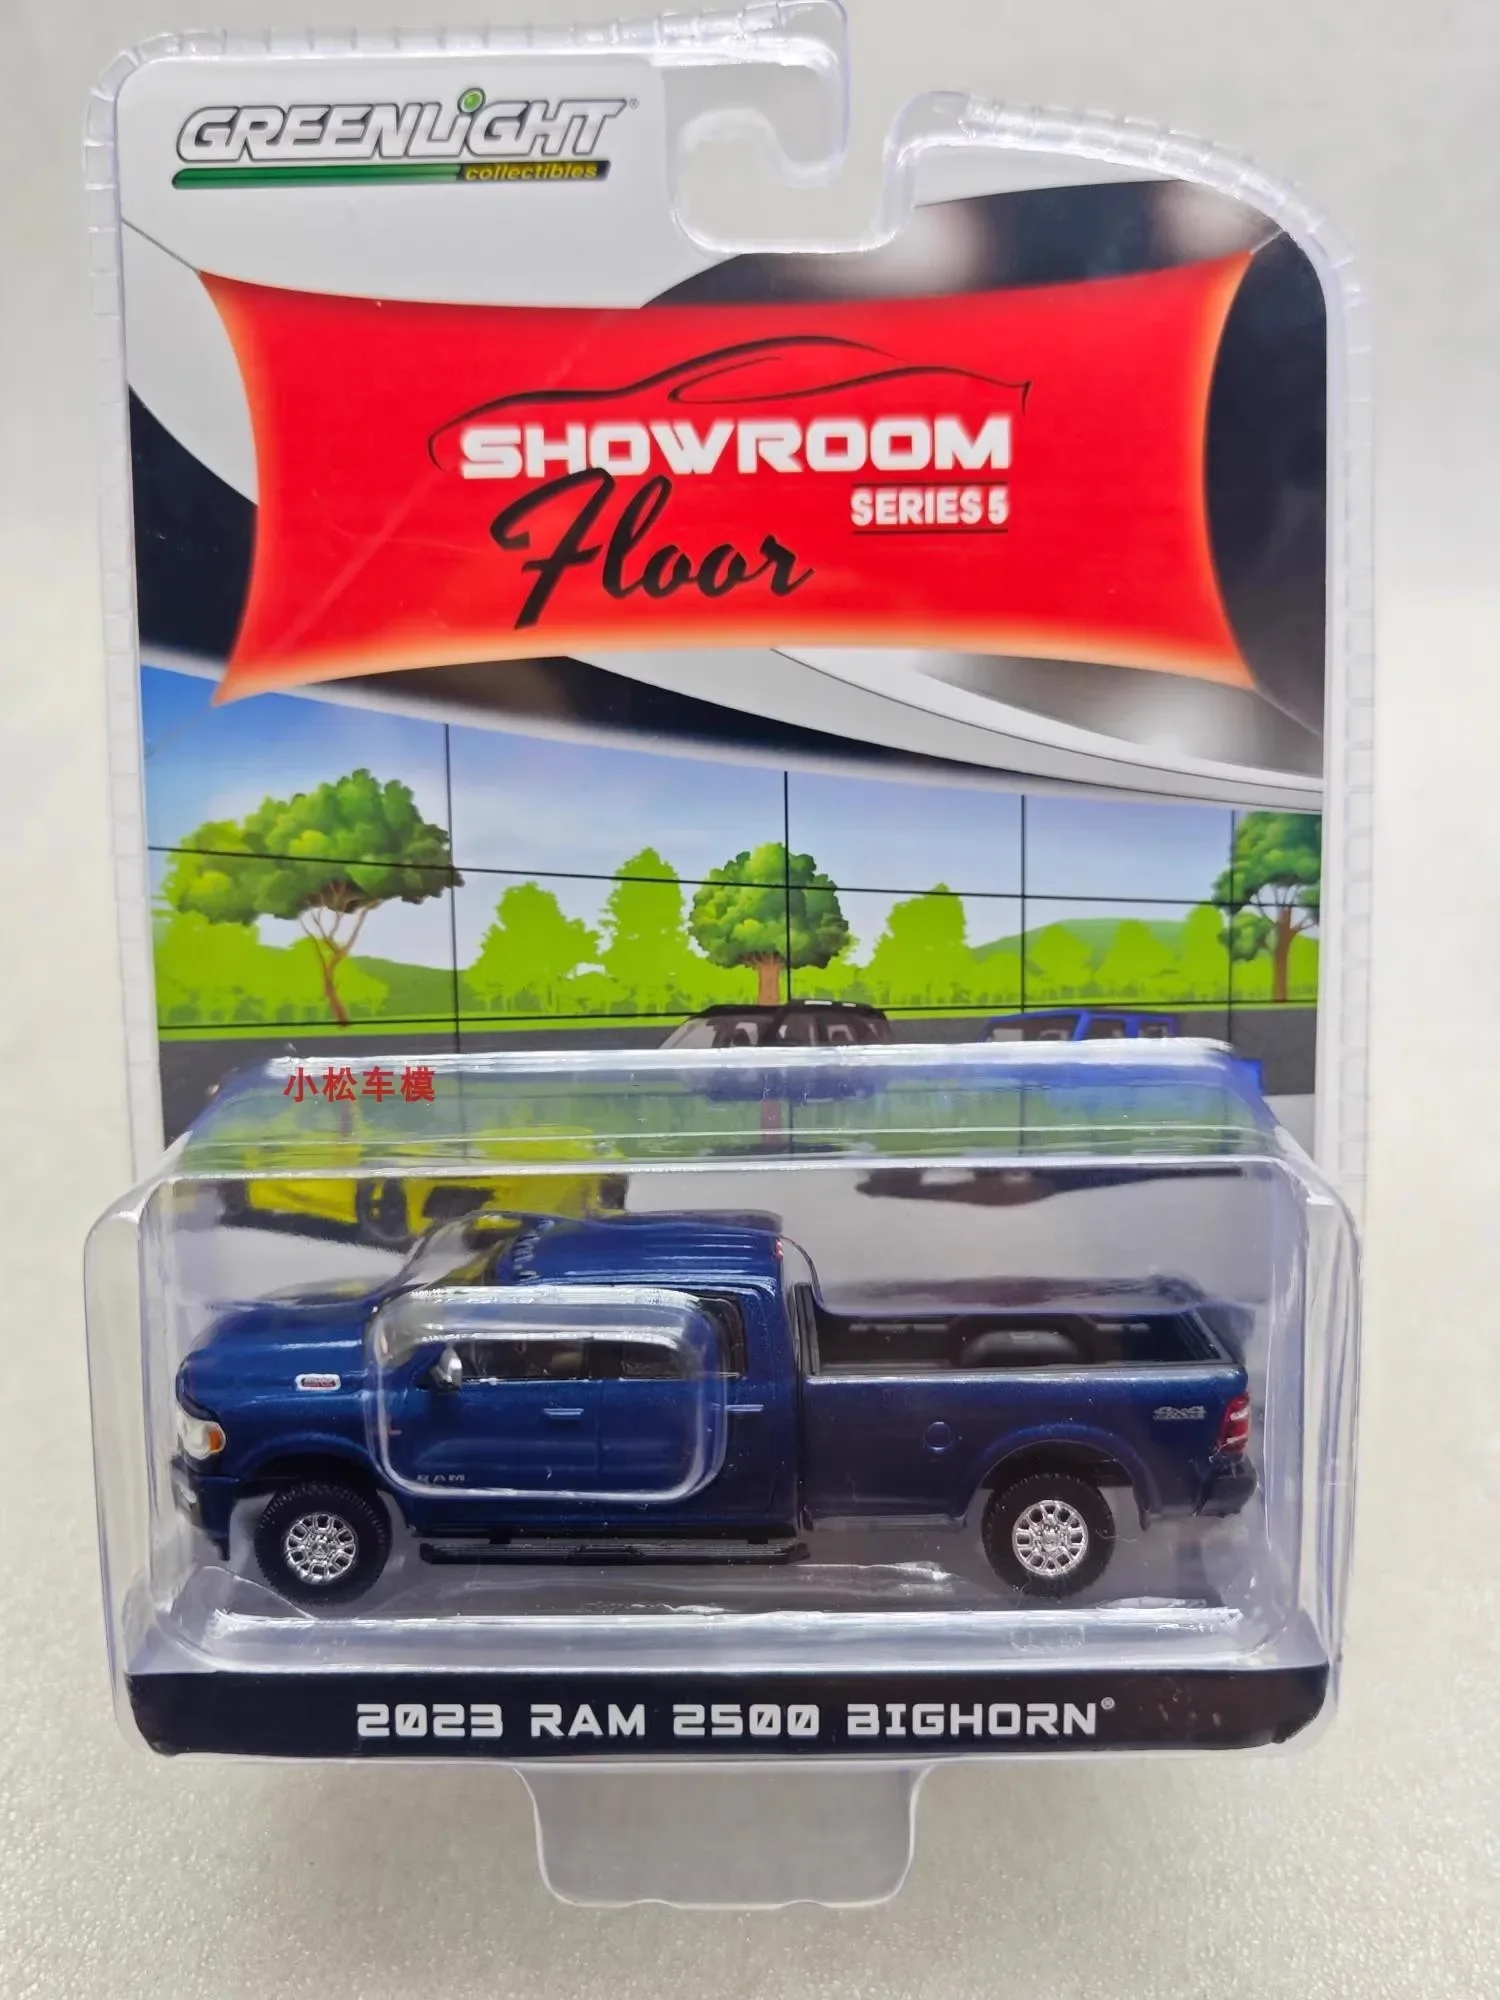 GREENLiGHT®
collectibles
SHOWROOM
Floor
SERIES 5
小松车模
RAM
4x4
2023 RAM 2500 BIGHORN®